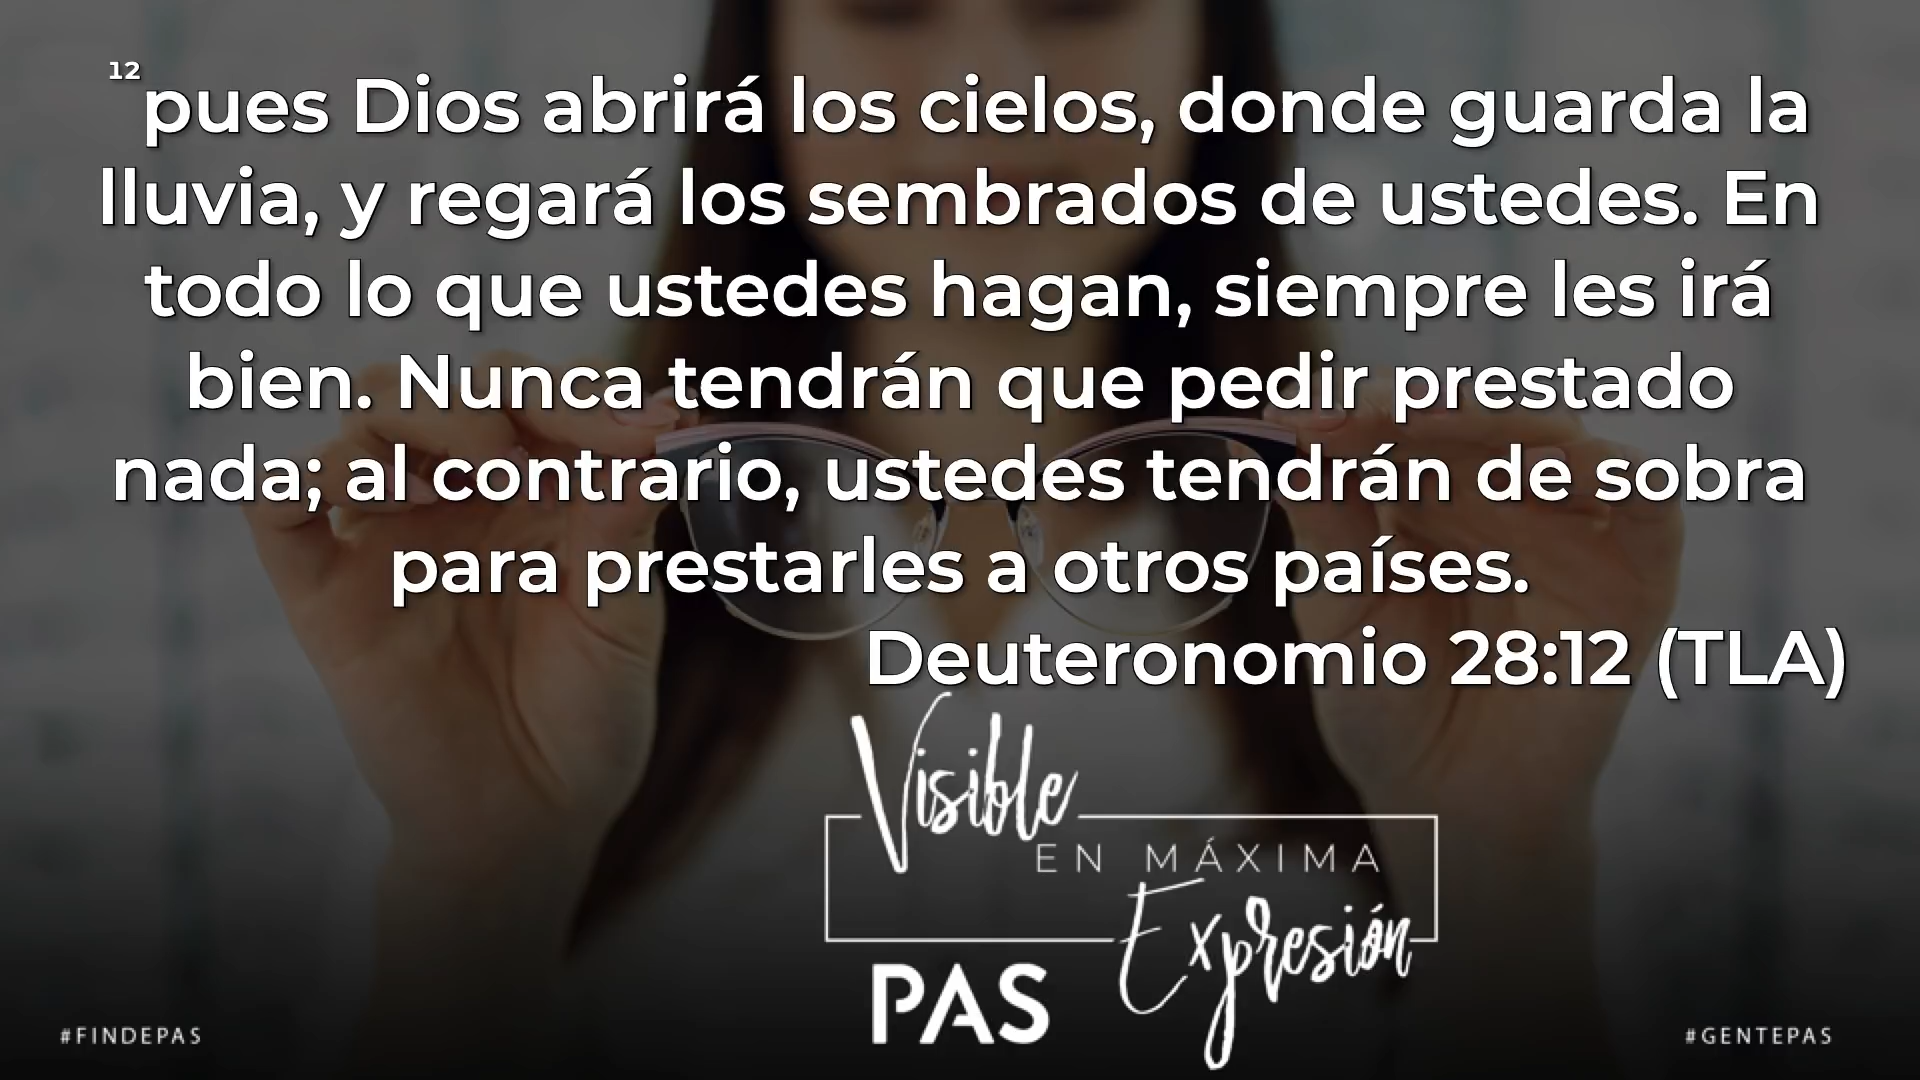 12 pues Dios abrirá los cielos, donde guarda la
lluvia, y regará los sembrados de ustedes. En
todo lo que ustedes hagan, siempre les irá
bien. Nunca tendrán que pedir prestado
nada; al contrario, ustedes tendrán de sobra
para prestarles a otros países.
Deuteronomio 28:12 (TLA)
Visible
EN MÁXIMA
Expresión
PAS
#FINDEPAS
#GENTEPAS